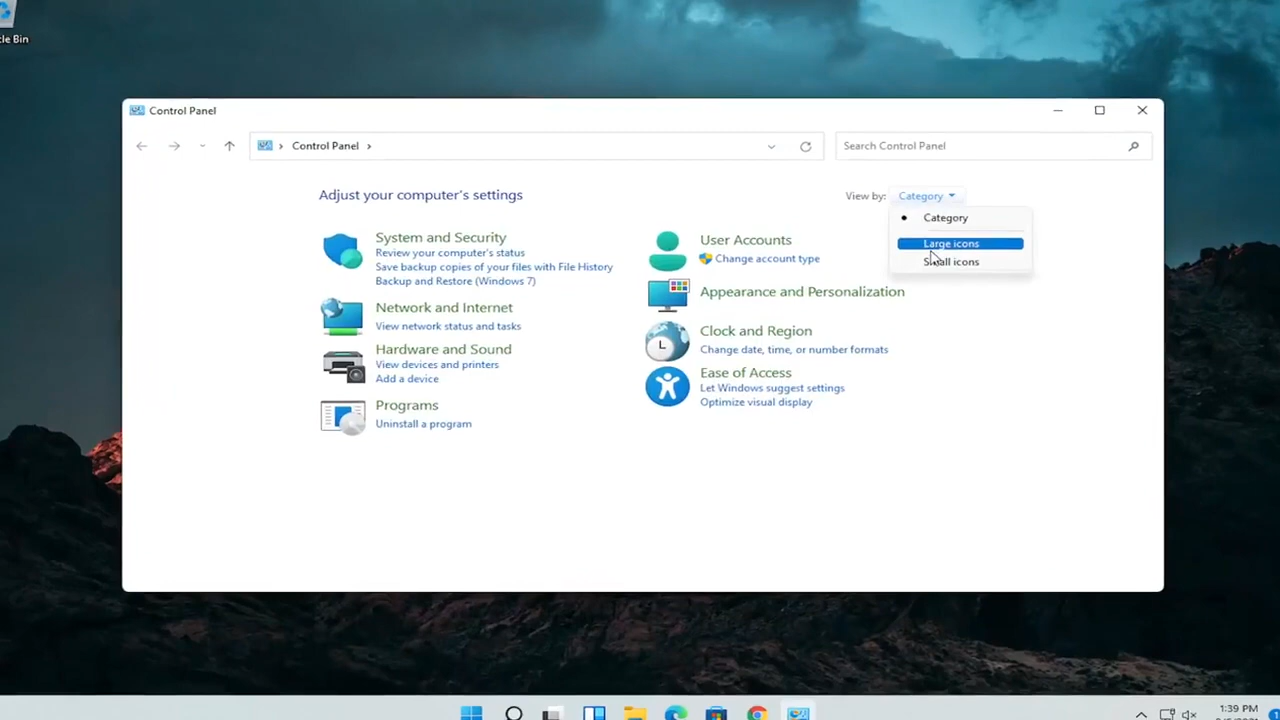 cle Bin
Control Panel
Control Panel
Search Control Panel
Adjust your computer's settings
View by: Category
Category
Large icons
Small icons
System and Security
Review your computer's status
Save backup copies of your files with File History
Backup and Restore (Windows 7)
Network and Internet
View network status and tasks
Hardware and Sound
View devices and printers
Add a device
Programs
Uninstall a program
User Accounts
Change account type
Appearance and Personalization
Clock and Region
Change date, time, or number formats
Ease of Access
Let Windows suggest settings
Optimize visual display
1:39 PM